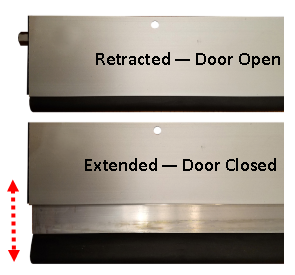 Retracted — Door Open
Extended — Door Closed